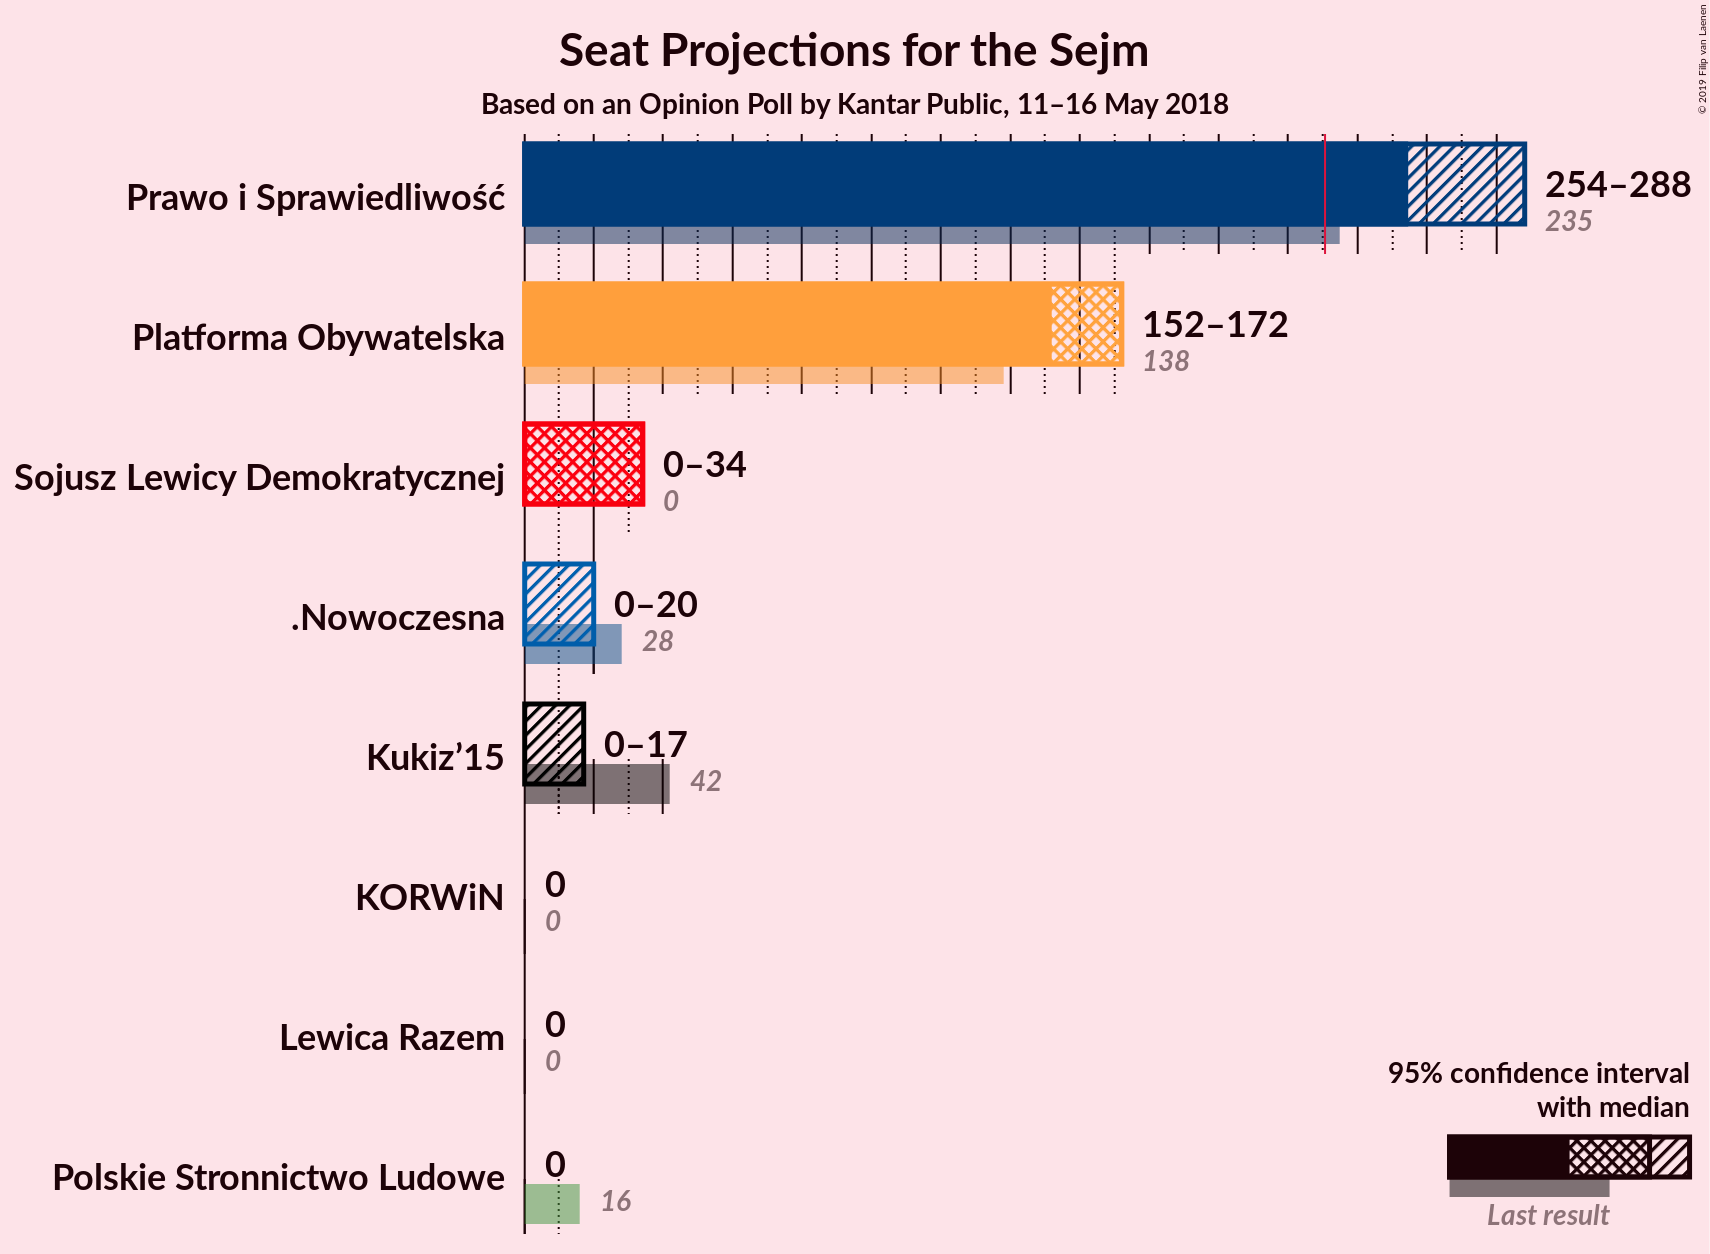 Seat Projections for the Sejm
Based on an Opinion Poll by Kantar Public, 11–16 May 2018
© 2019 Filip van Laenen
Prawo i Sprawiedliwość
254–288
235
Platforma Obywatelska
152–172
138
Sojusz Lewicy Demokratycznej
0–34
0
.Nowoczesna
0–20
28
Kukiz’15
0–17
42
KORWiN
0
0
Lewica Razem
0
0
Polskie Stronnictwo Ludowe
0
16
95% confidence interval
with median
Last result